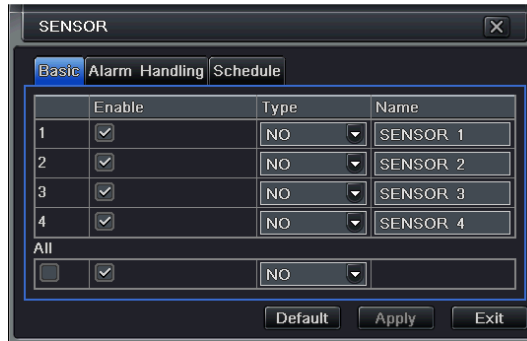 SENSOR
Basic Alarm Handling Schedule
Enable Type Name
1 NO SENSOR 1
2 NO SENSOR 2
3 NO SENSOR 3
4 NO SENSOR 4
All
NO
Default Apply Exit